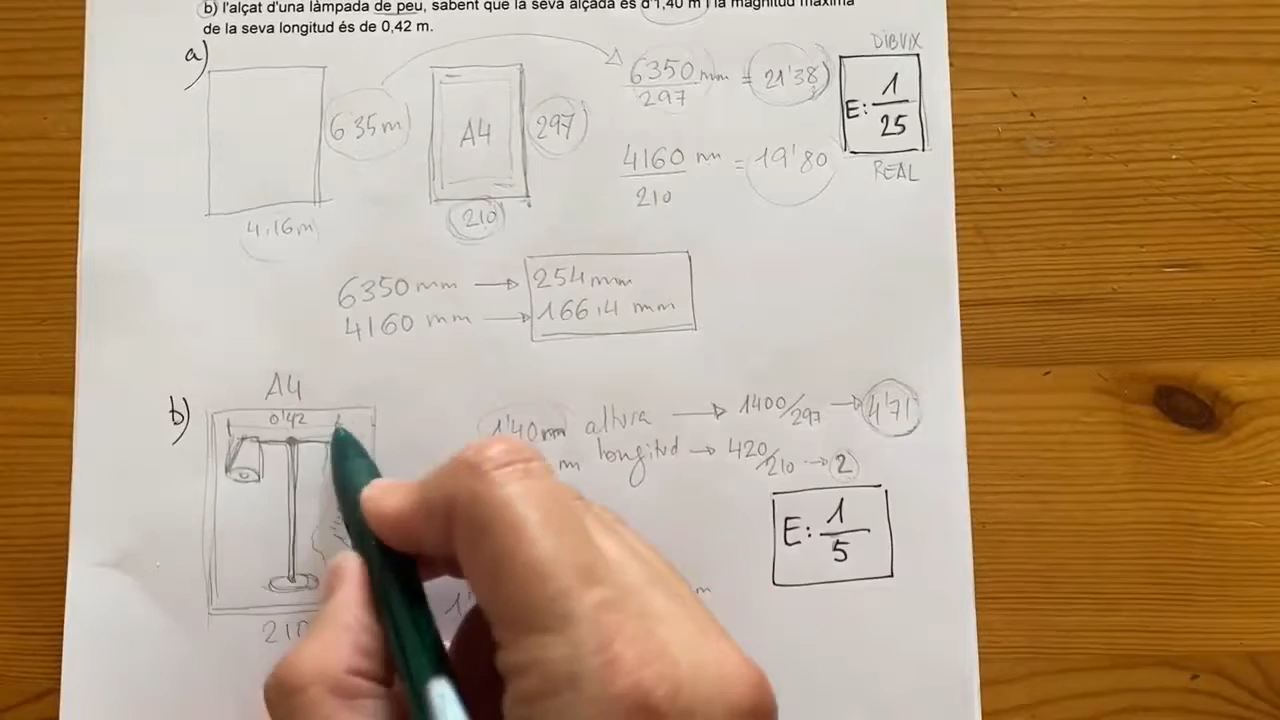 b) l'alçat d'una làmpada de peu, sabent que la seva alçada és d'1,40 m i la magnitud màxima
de la seva longitud és de 0,42 m.
a)
6 35 m
4,16m
A4
297
210
6350 mm = 21'38
297
4160 mm = 19'80
210
DIBUIX
E: 1
25
REAL
6350 mm → 254 mm
4160 mm → 166,4 mm
b)
A4
0'42
210
1'40 m altura → 1400/297 → 4'71
m longitud → 420/210 → 2
E: 1
5
m